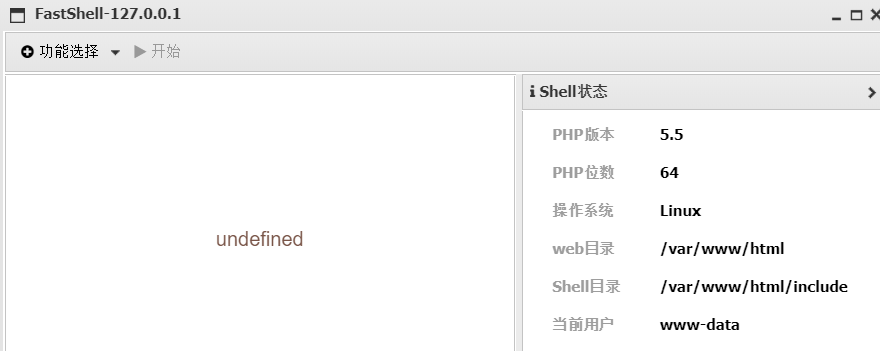 FastShell-127.0.0.1
功能选择 开始
undefined
Shell状态
PHP版本 5.5
PHP位数 64
操作系统 Linux
web目录 /var/www/html
Shell目录 /var/www/html/include
当前用户 www-data